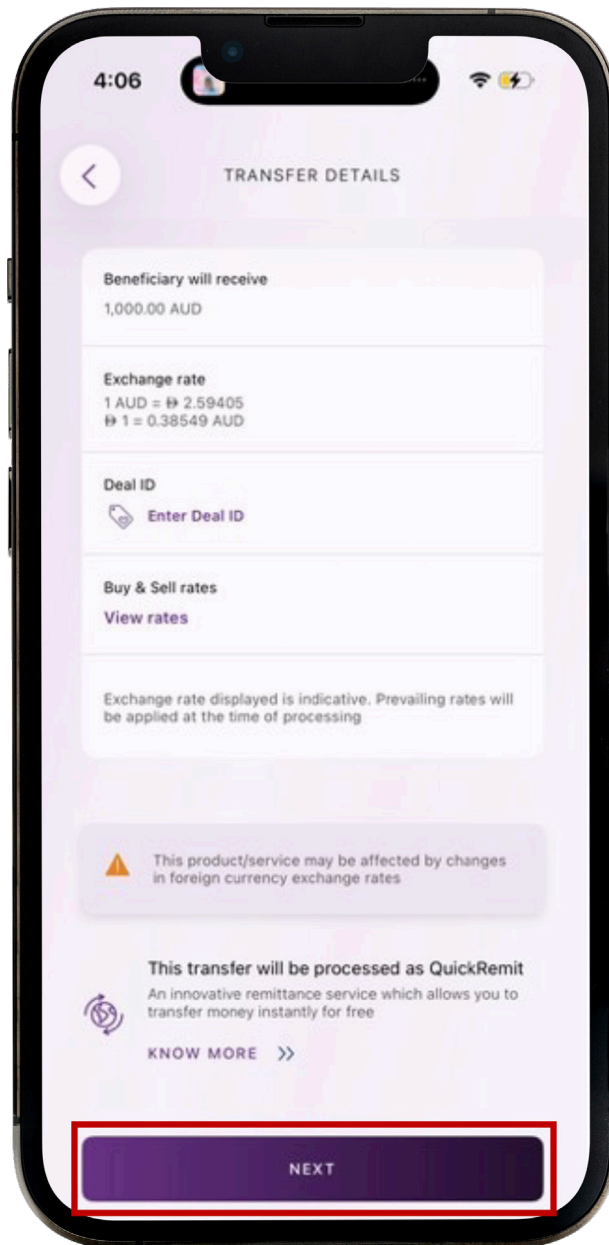 4:06
TRANSFER DETAILS
Beneficiary will receive
1,000.00 AUD
Exchange rate
1 AUD = Đ 2.59405
Đ 1 = 0.38549 AUD
Deal ID
Enter Deal ID
Buy & Sell rates
View rates
Exchange rate displayed is indicative. Prevailing rates will
be applied at the time of processing
This product/service may be affected by changes
in foreign currency exchange rates
This transfer will be processed as QuickRemit
An innovative remittance service which allows you to
transfer money instantly for free
KNOW MORE >>
NEXT